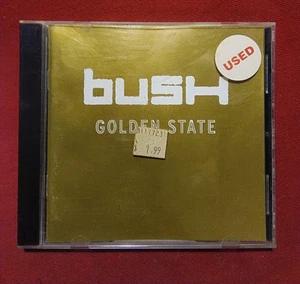 USED
bush
GOLDEN STATE
$ 1.99